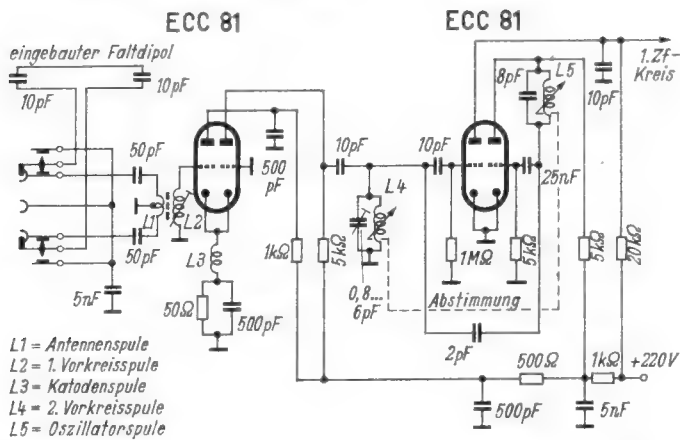 ECC 81
ECC 81
eingebauter Faltdipol
10pF
10pF
50pF
50pF
5nF
L1
L2
L3
50Ω
500pF
500
pF
1kΩ
5kΩ
10pF
L4
0,8...
6pF
10pF
1MΩ
5kΩ
25nF
8pF
L5
Abstimmung
2pF
10pF
1.Zf-
Kreis
5kΩ
20kΩ
500Ω
1kΩ
+220V
500pF
5nF
L1 = Antennenspule
L2 = 1. Vorkreisspule
L3 = Katodenspule
L4 = 2. Vorkreisspule
L5 = Oszillatorspule